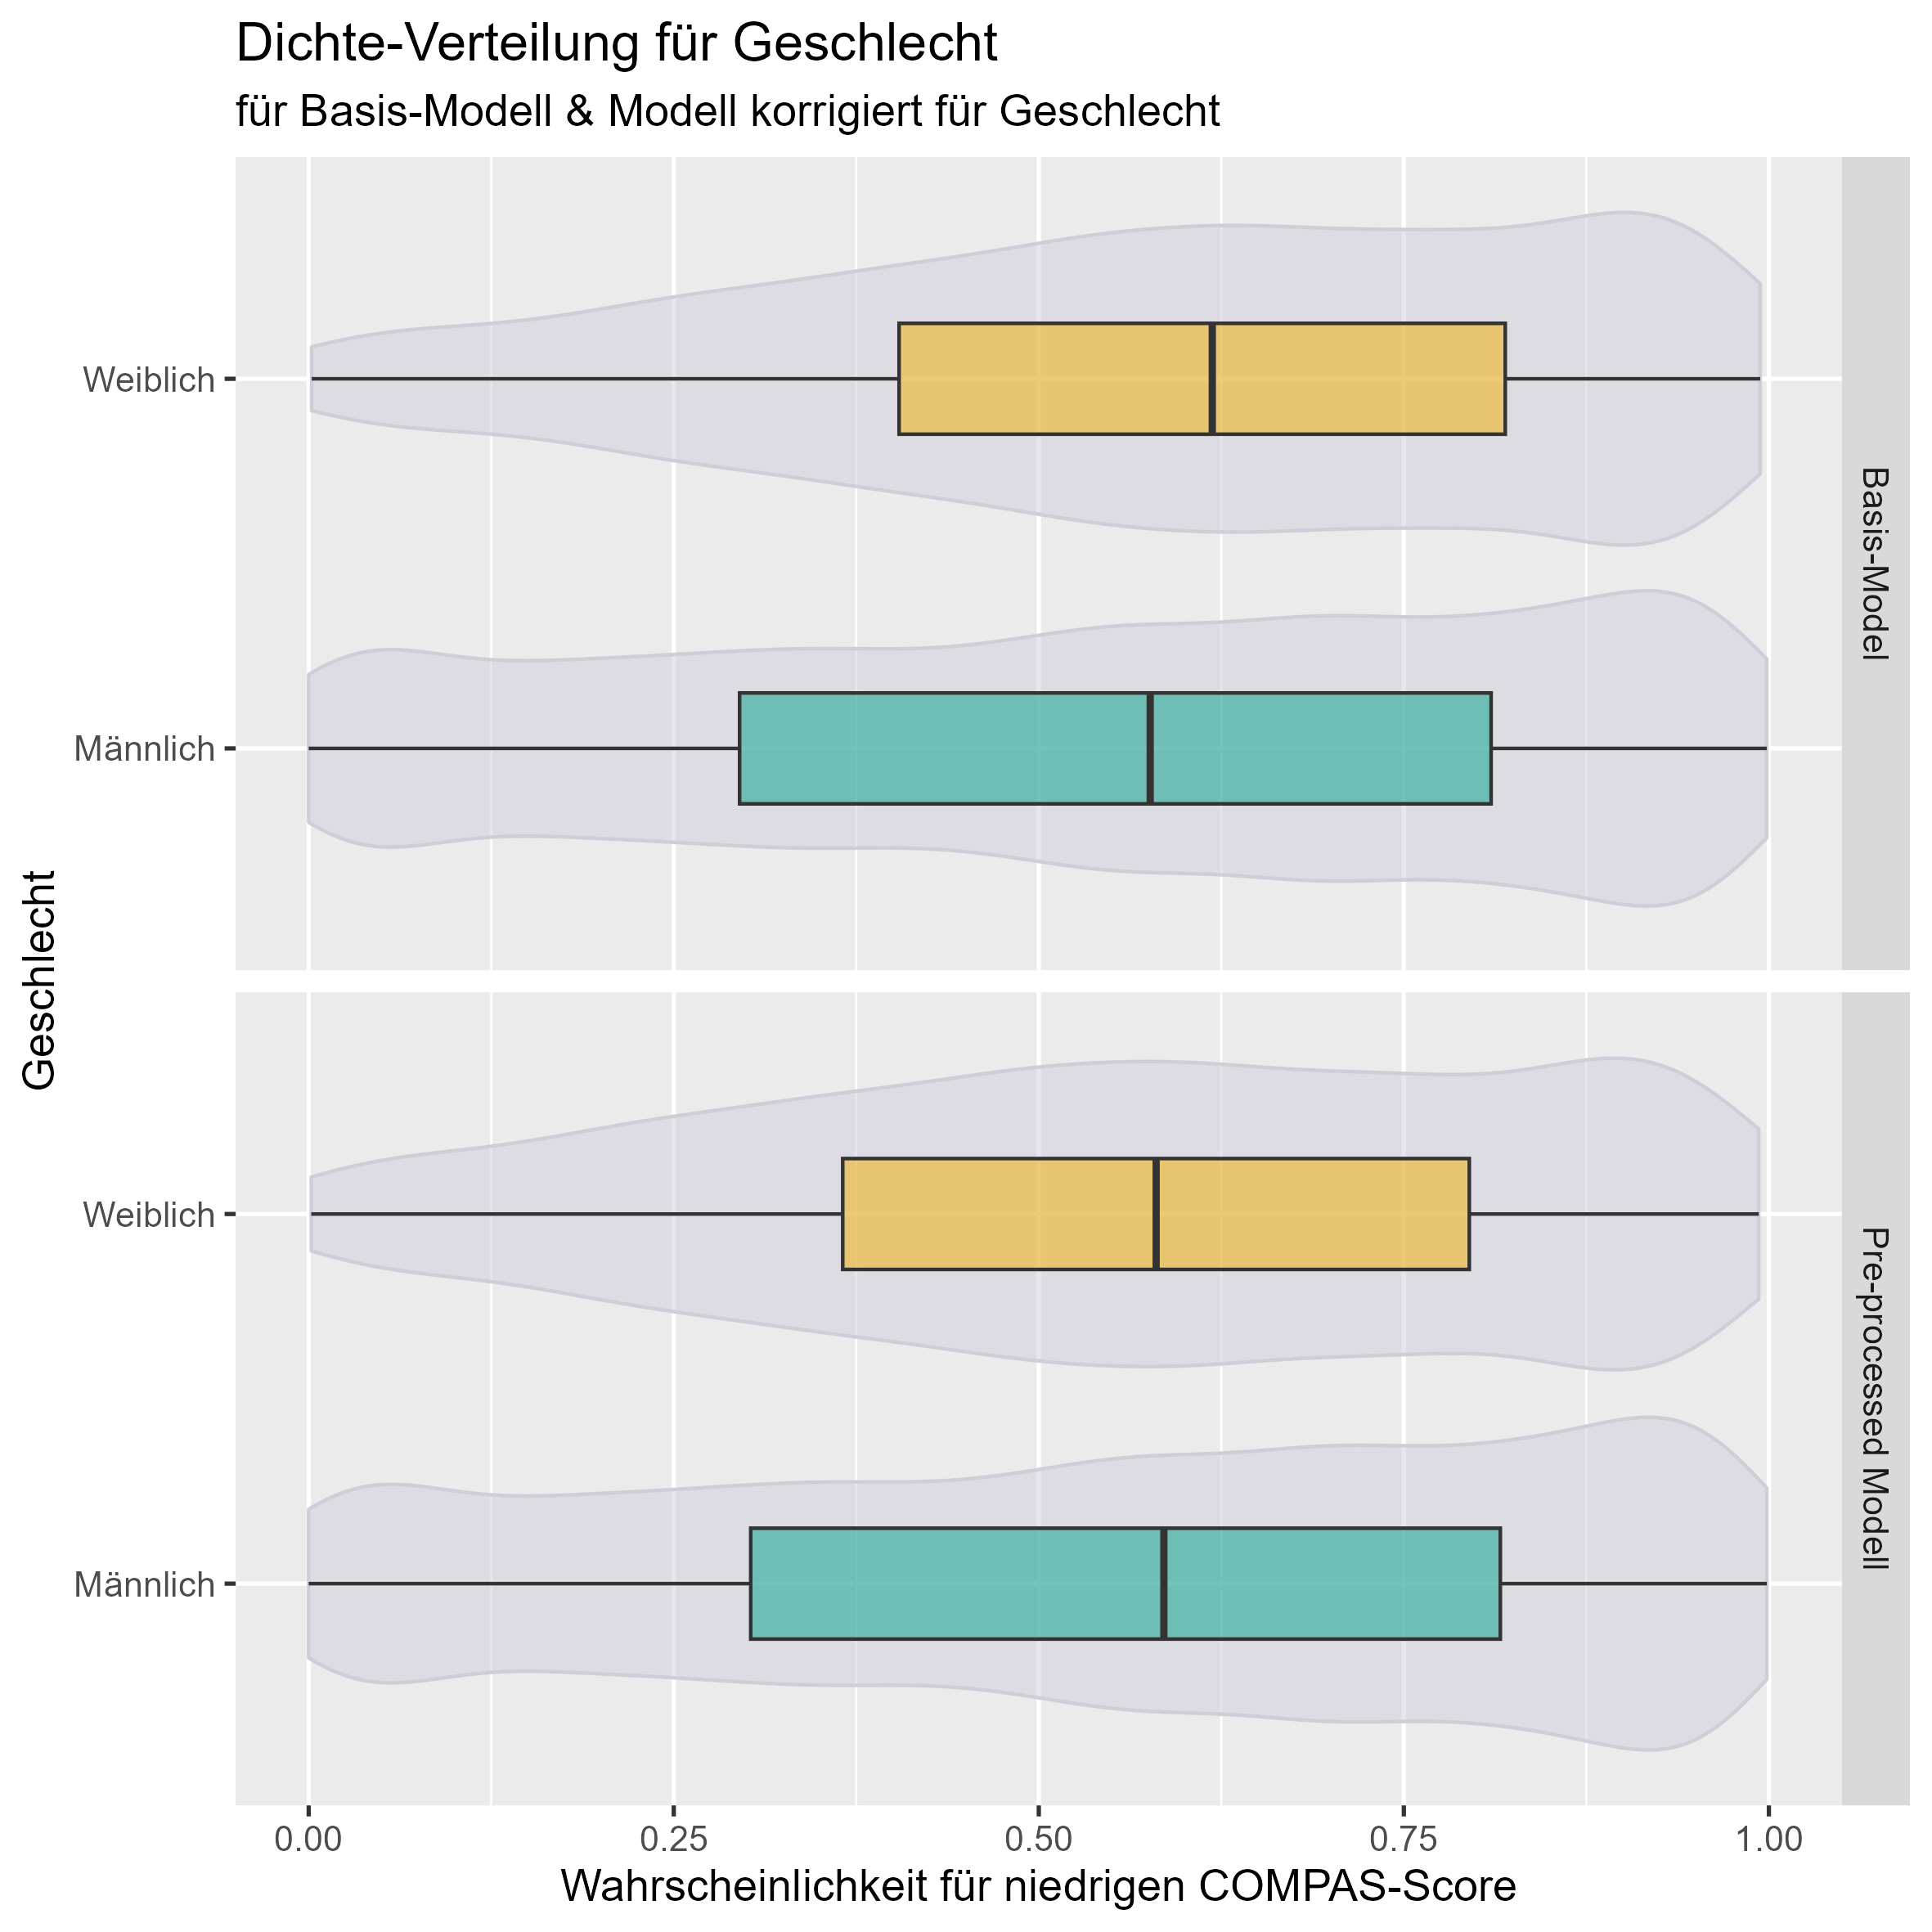 Dichte-Verteilung für Geschlecht
für Basis-Modell & Modell korrigiert für Geschlecht
Geschlecht
Weiblich
Männlich
Basis-Model
Weiblich
Männlich
Pre-processed Modell
0.00 0.25 0.50 0.75 1.00
Wahrscheinlichkeit für niedrigen COMPAS-Score